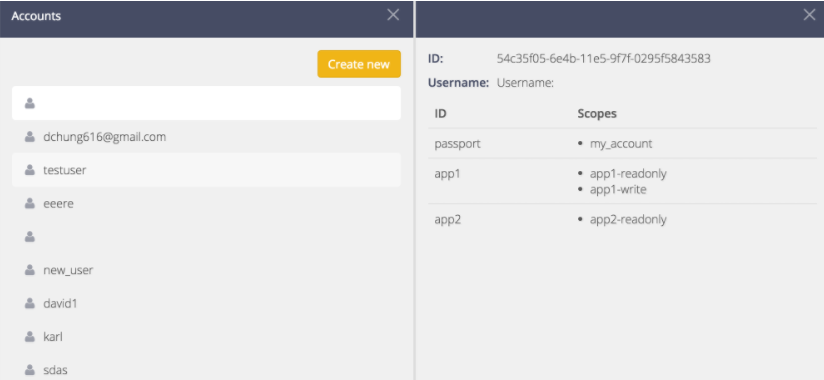 Accounts
Create new
dchung616@gmail.com
testuser
eeere
new_user
david1
karl
sdas
ID: 54c35f05-6e4b-11e5-9f7f-0295f5843583
Username: Username:
ID Scopes
passport • my_account
app1 • app1-readonly
• app1-write
app2 • app2-readonly